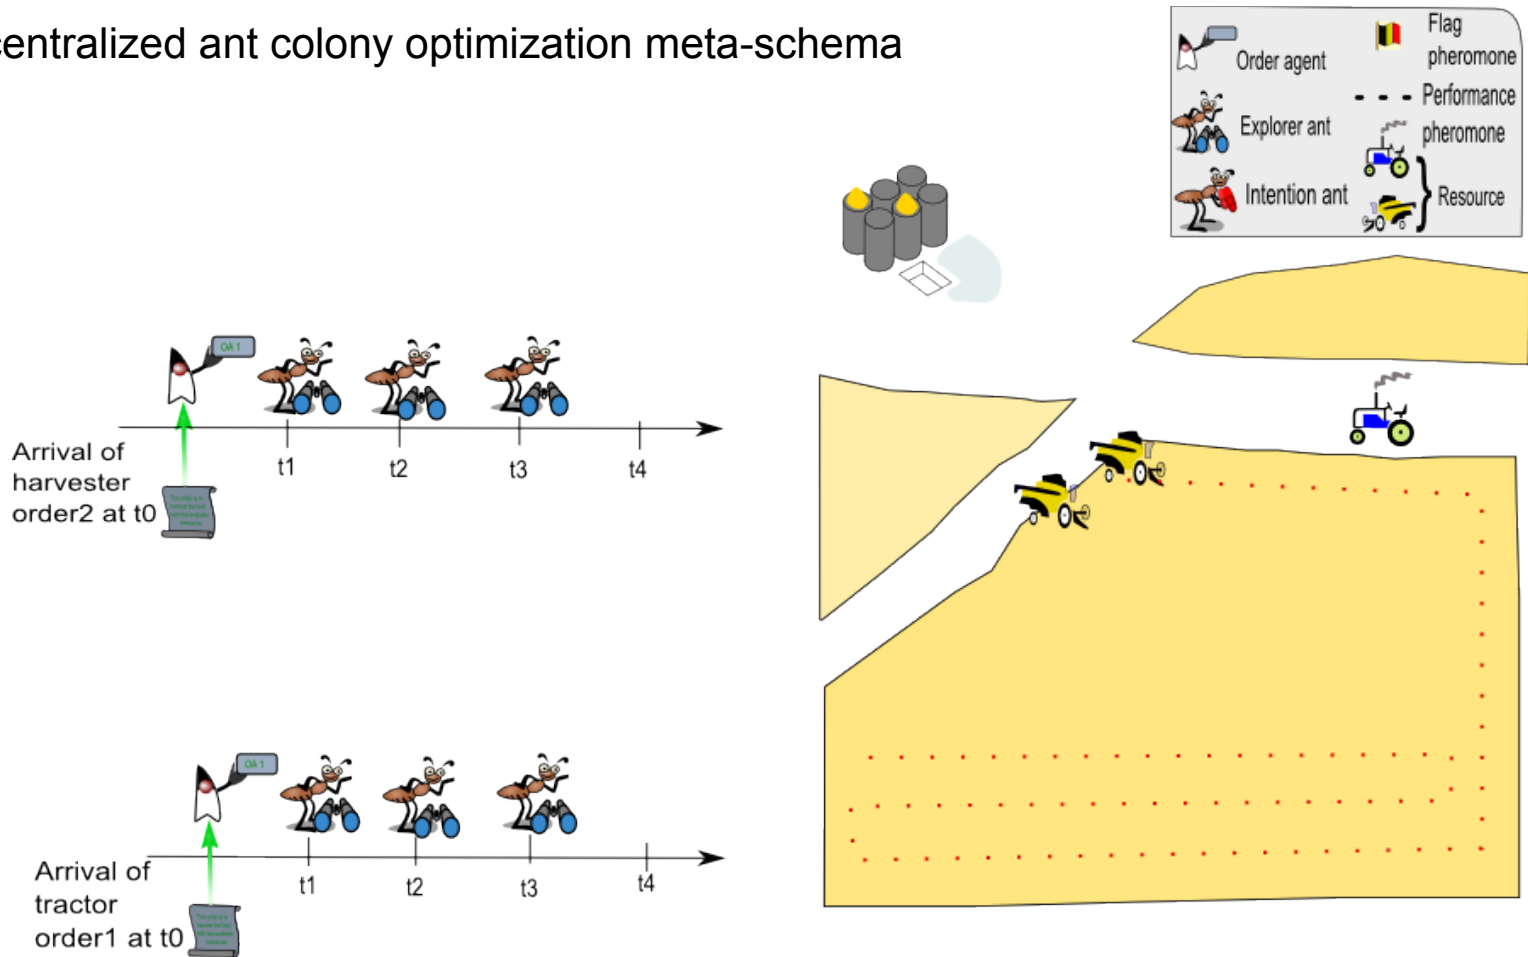 centralized ant colony optimization meta-schema
Order agent
Flag
pheromone
Performance
pheromone
Explorer ant
Intention ant
Resource
OA 1
Arrival of
harvester
order2 at t0
t1
t2
t3
t4
OA 1
Arrival of
tractor
order1 at t0
t1
t2
t3
t4